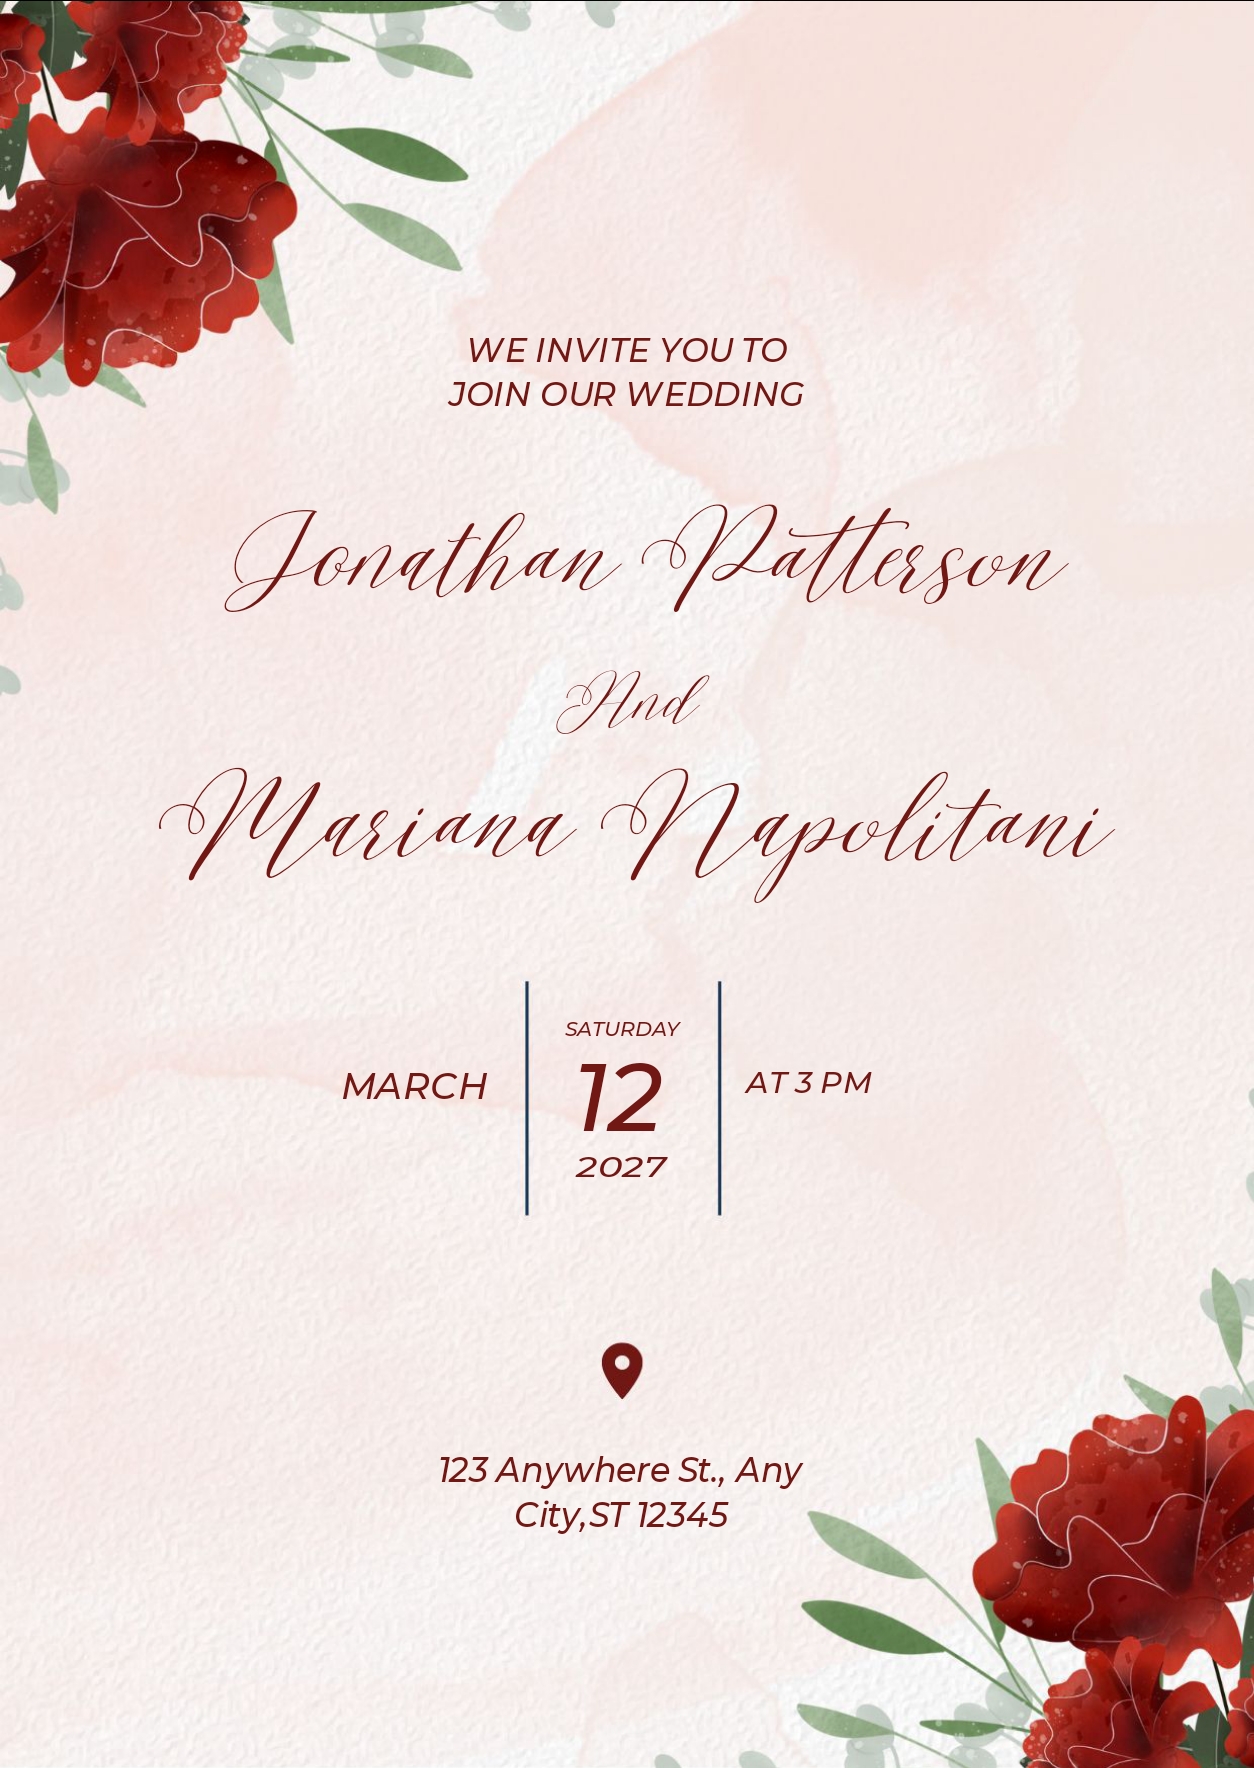 WE INVITE YOU TO
JOIN OUR WEDDING
Jonathan Patterson
And
Mariana Napolitani
MARCH
SATURDAY
12
2027
AT 3 PM
123 Anywhere St., Any
City,ST 12345